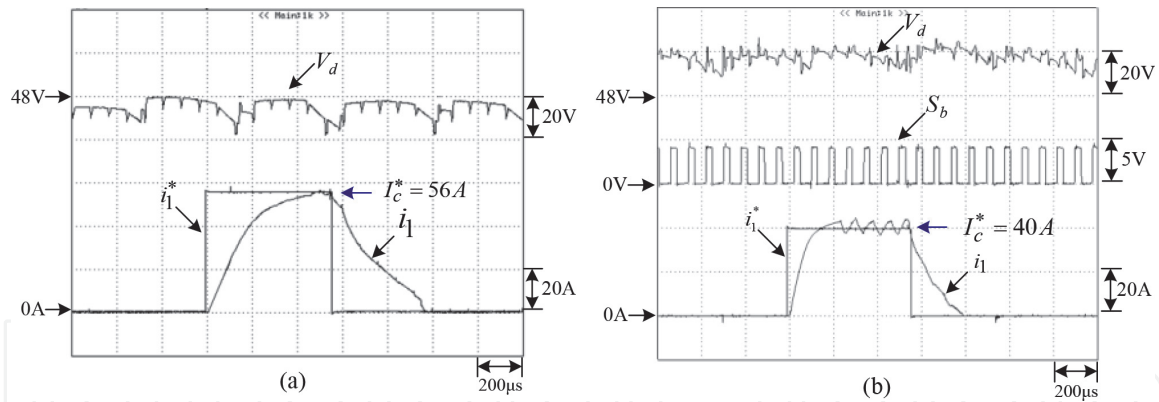 << Main:1k >>
V_d
48V
20V
i_1^*
I_c^* = 56A
i_1
20A
0A
200μs
(a)
<< Main:1k >>
V_d
48V
20V
S_b
5V
0V
i_1^*
I_c^* = 40A
i_1
20A
0A
200μs
(b)